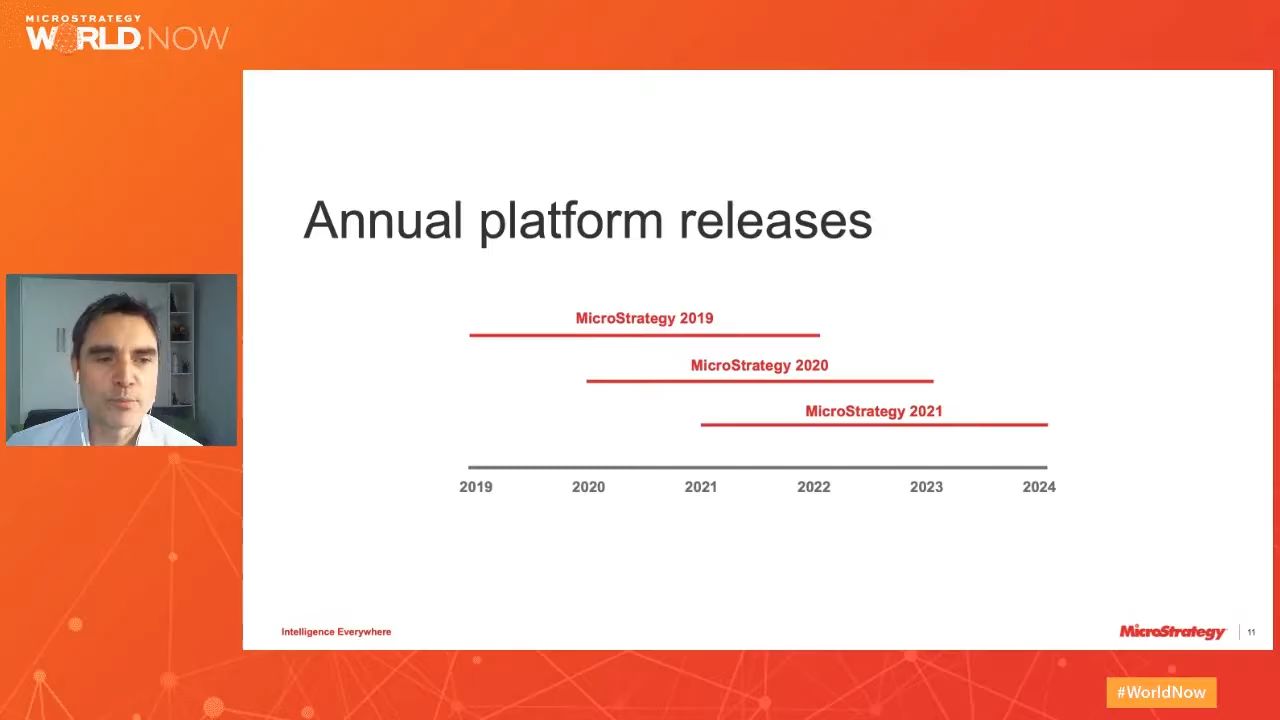 MICROSTRATEGY
WORLD.NOW
Annual platform releases
MicroStrategy 2019
MicroStrategy 2020
MicroStrategy 2021
2019 2020 2021 2022 2023 2024
Intelligence Everywhere
MicroStrategy 11
#WorldNow